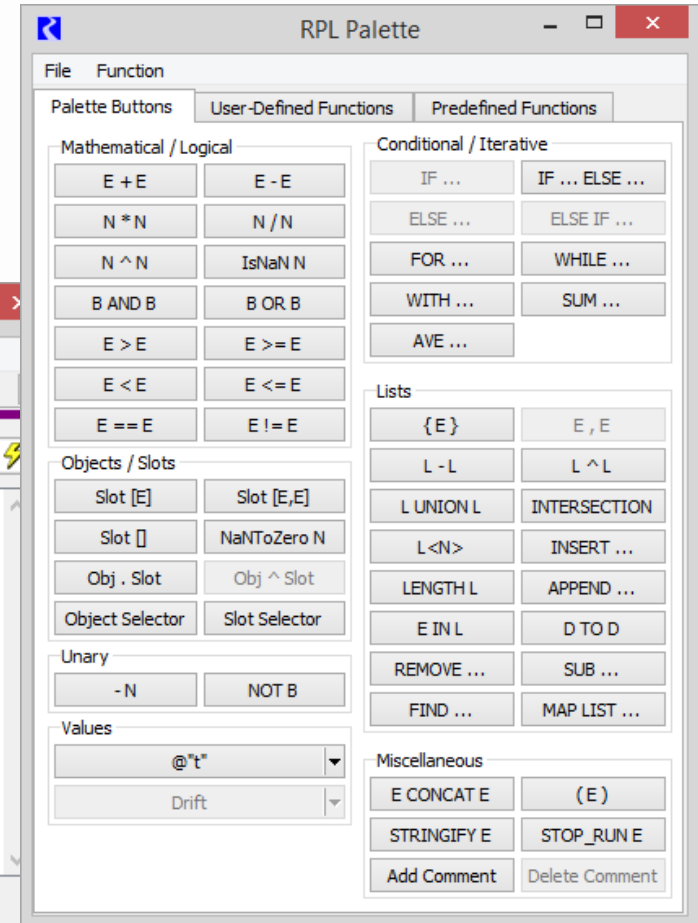 RPL Palette
File Function
Palette Buttons User-Defined Functions Predefined Functions
Mathematical / Logical
E + E E - E
N * N N / N
N ^ N IsNaN N
B AND B B OR B
E > E E >= E
E < E E <= E
E == E E != E
Objects / Slots
Slot [E] Slot [E,E]
Slot [] NaNToZero N
Obj . Slot Obj ^ Slot
Object Selector Slot Selector
Unary
- N NOT B
Values
@"t"
Drift
Conditional / Iterative
IF ... IF ... ELSE ...
ELSE ... ELSE IF ...
FOR ... WHILE ...
WITH ... SUM ...
AVE ...
Lists
{ E } E , E
L - L L ^ L
L UNION L INTERSECTION
L<N> INSERT ...
LENGTH L APPEND ...
E IN L D TO D
REMOVE ... SUB ...
FIND ... MAP LIST ...
Miscellaneous
E CONCAT E ( E )
STRINGIFY E STOP_RUN E
Add Comment Delete Comment